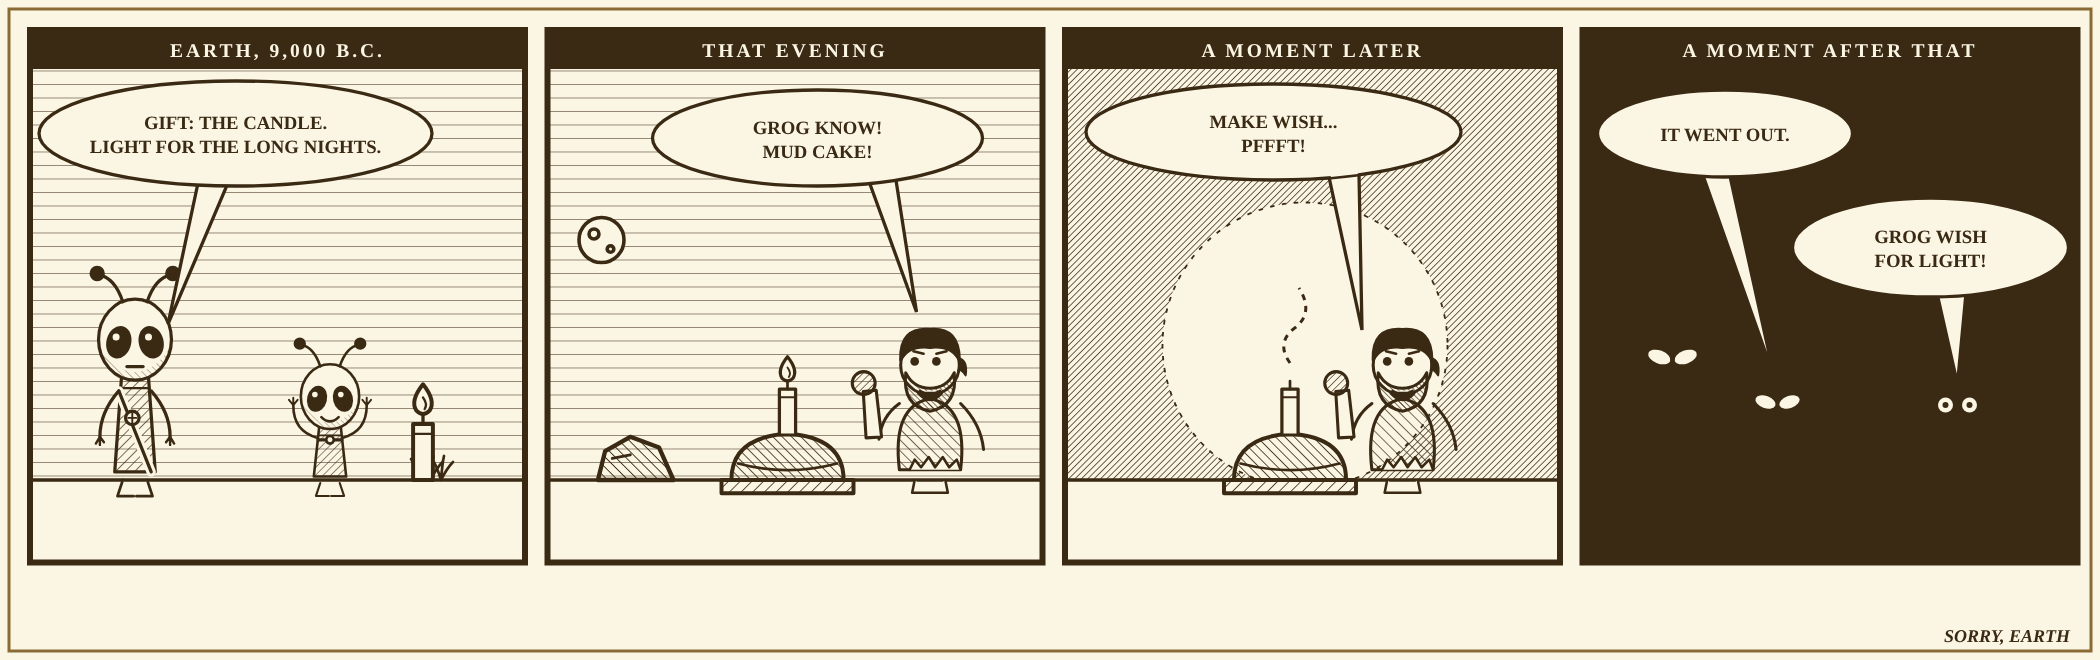 EARTH, 9,000 B.C.
GIFT: THE CANDLE.
LIGHT FOR THE LONG NIGHTS.
THAT EVENING
GROG KNOW!
MUD CAKE!
A MOMENT LATER
MAKE WISH...
PFFFT!
A MOMENT AFTER THAT
IT WENT OUT.
GROG WISH
FOR LIGHT!
SORRY, EARTH